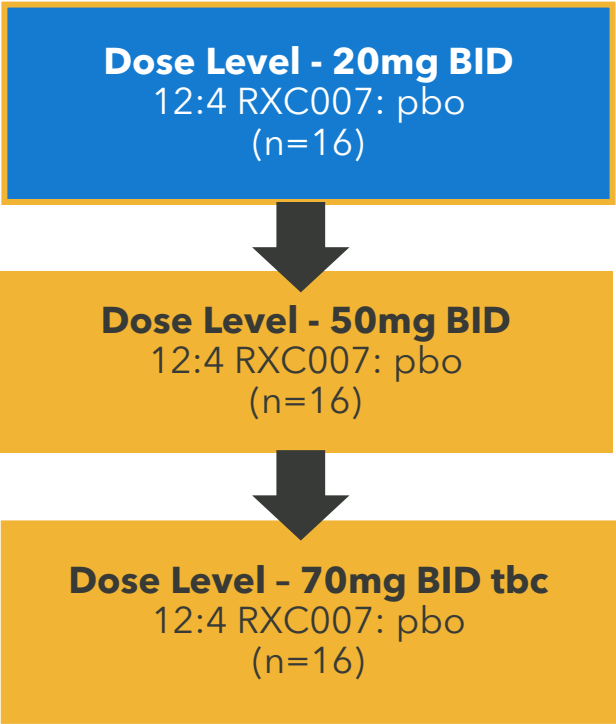 Dose Level - 20mg BID
12:4 RXC007: pbo
(n=16)
Dose Level - 50mg BID
12:4 RXC007: pbo
(n=16)
Dose Level – 70mg BID tbc
12:4 RXC007: pbo
(n=16)